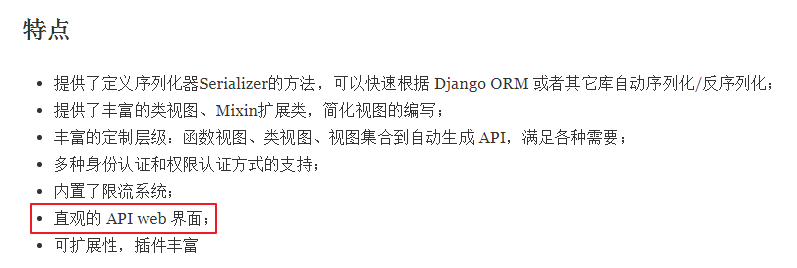 特点
提供了定义序列化器Serializer的方法，可以快速根据 Django ORM 或者其它库自动序列化/反序列化；
提供了丰富的类视图、Mixin扩展类，简化视图的编写；
丰富的定制层级：函数视图、类视图、视图集合到自动生成 API，满足各种需要；
多种身份认证和权限认证方式的支持；
内置了限流系统；
直观的 API web 界面；
可扩展性，插件丰富